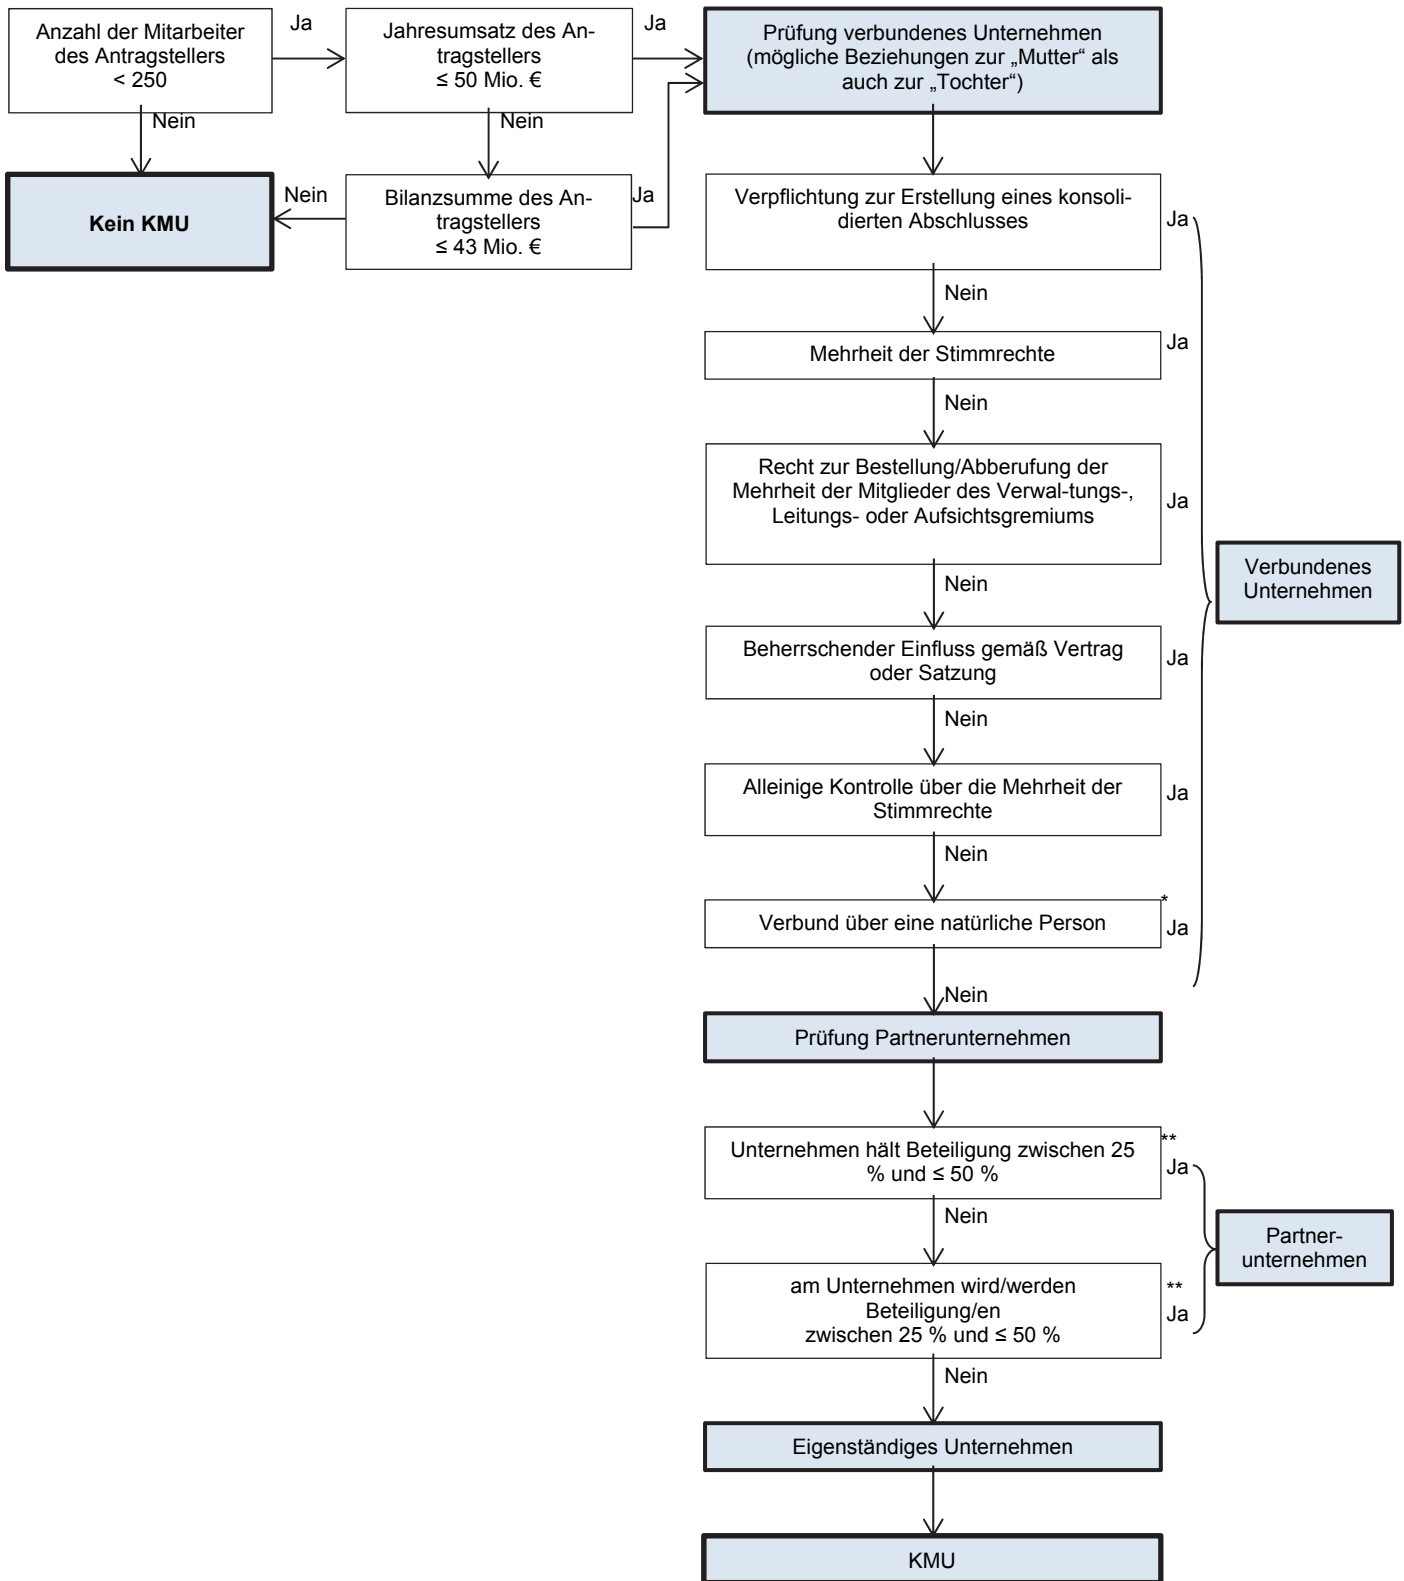 Anzahl der Mitarbeiter
des Antragstellers
< 250
Ja
Jahresumsatz des An-
tragstellers
≤ 50 Mio. €
Ja
Prüfung verbundenes Unternehmen
(mögliche Beziehungen zur „Mutter“ als
auch zur „Tochter“)
Nein
Nein
Kein KMU
Nein
Bilanzsumme des An-
tragstellers
≤ 43 Mio. €
Ja
Verpflichtung zur Erstellung eines konsoli-
dierten Abschlusses
Ja
Nein
Mehrheit der Stimmrechte
Ja
Nein
Recht zur Bestellung/Abberufung der
Mehrheit der Mitglieder des Verwal-tungs-,
Leitungs- oder Aufsichtsgremiums
Ja
Verbundenes
Unternehmen
Nein
Beherrschender Einfluss gemäß Vertrag
oder Satzung
Ja
Nein
Alleinige Kontrolle über die Mehrheit der
Stimmrechte
Ja
Nein
Verbund über eine natürliche Person
*
Ja
Nein
Prüfung Partnerunternehmen
Unternehmen hält Beteiligung zwischen 25
% und ≤ 50 %
**
Ja
Nein
Partner-
unternehmen
am Unternehmen wird/werden
Beteiligung/en
zwischen 25 % und ≤ 50 %
**
Ja
Nein
Eigenständiges Unternehmen
KMU